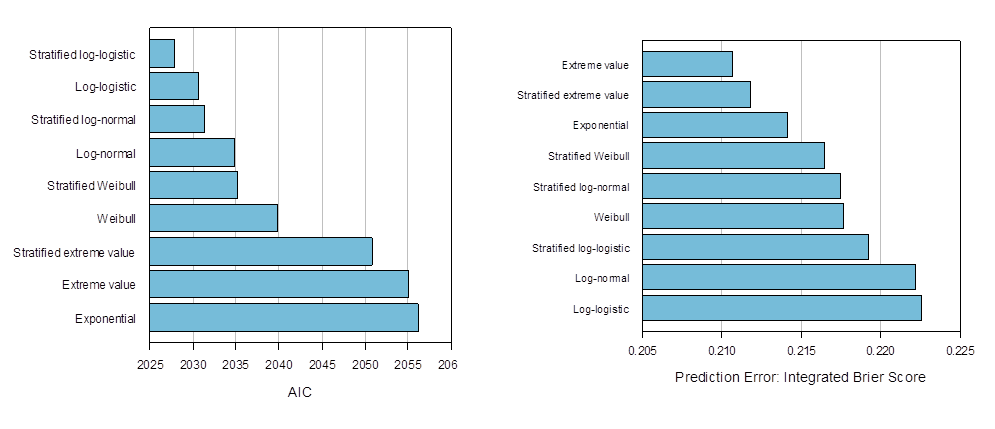 Stratified log-logistic
Log-logistic
Stratified log-normal
Log-normal
Stratified Weibull
Weibull
Stratified extreme value
Extreme value
Exponential
2025 2030 2035 2040 2045 2050 2055 206
AIC
Extreme value
Stratified extreme value
Exponential
Stratified Weibull
Stratified log-normal
Weibull
Stratified log-logistic
Log-normal
Log-logistic
0.205 0.210 0.215 0.220 0.225
Prediction Error: Integrated Brier Score